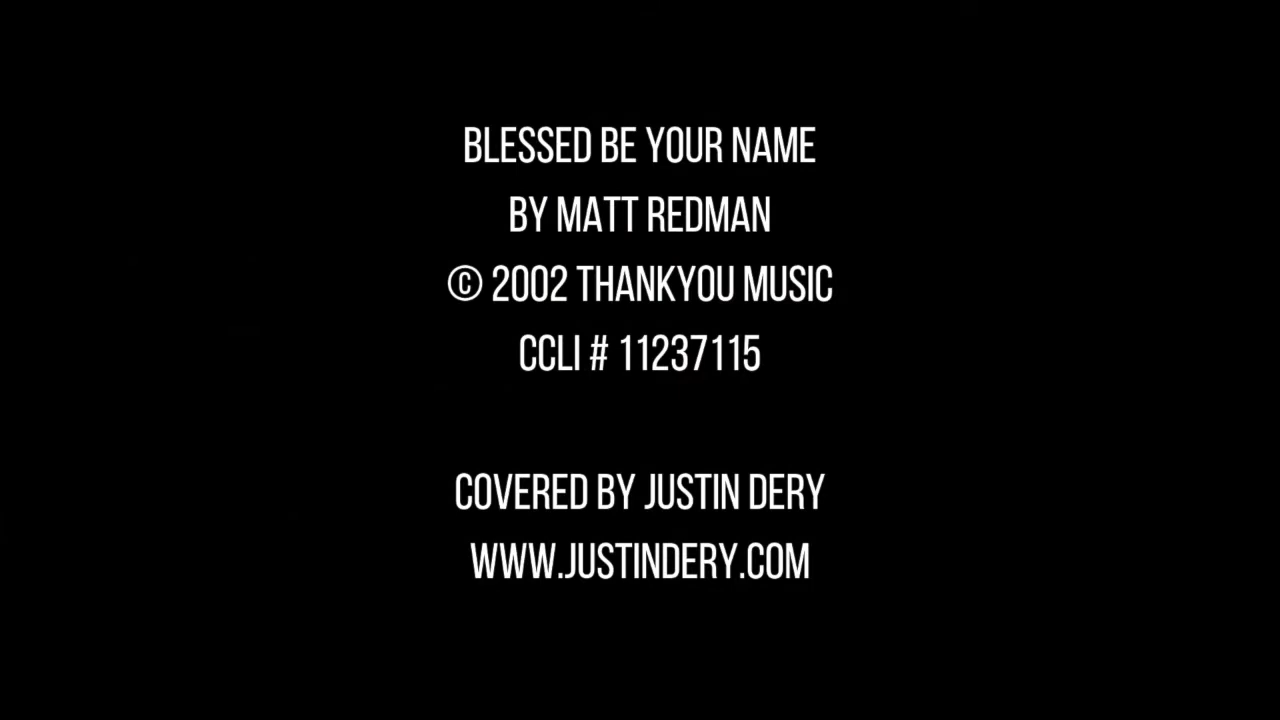 BLESSED BE YOUR NAME
BY MATT REDMAN
© 2002 THANKYOU MUSIC
CCLI # 11237115
COVERED BY JUSTIN DERY
WWW.JUSTINDERY.COM